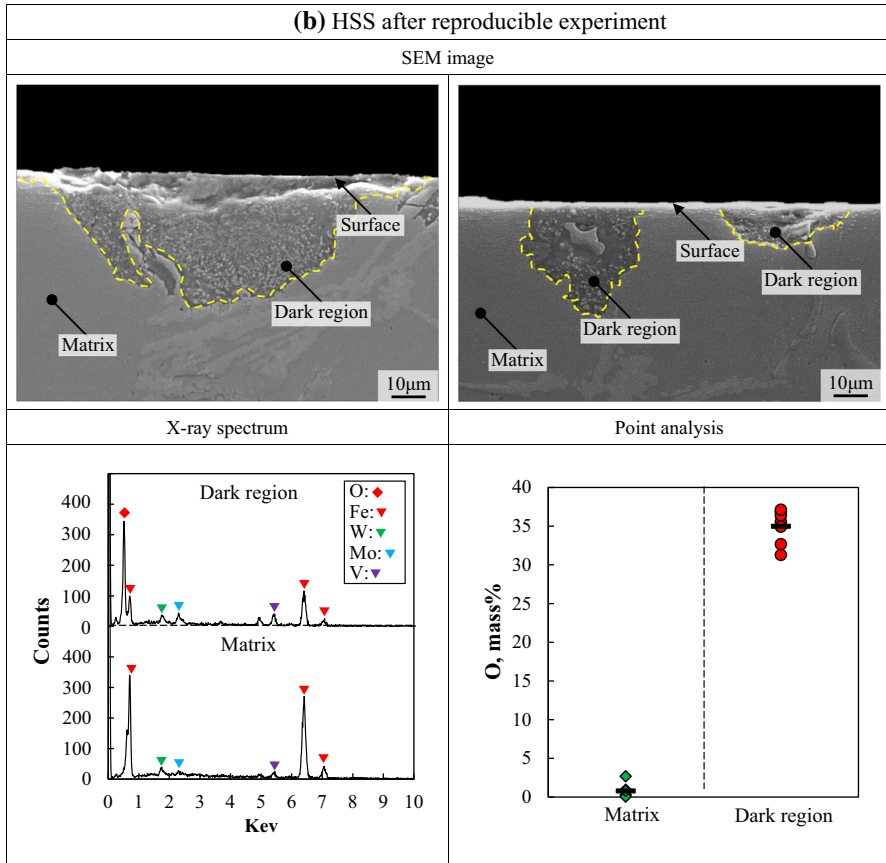 (b) HSS after reproducible experiment
SEM image
Surface
Dark region
Matrix
10μm
Surface
Dark region
Dark region
Matrix
10μm
X-ray spectrum
Point analysis
Counts
400
300
200
100
0
400
300
200
100
0
Dark region
Matrix
O:
Fe:
W:
Mo:
V:
0 1 2 3 4 5 6 7 8 9 10
Kev
O, mass%
40
35
30
25
20
15
10
5
0
Matrix Dark region